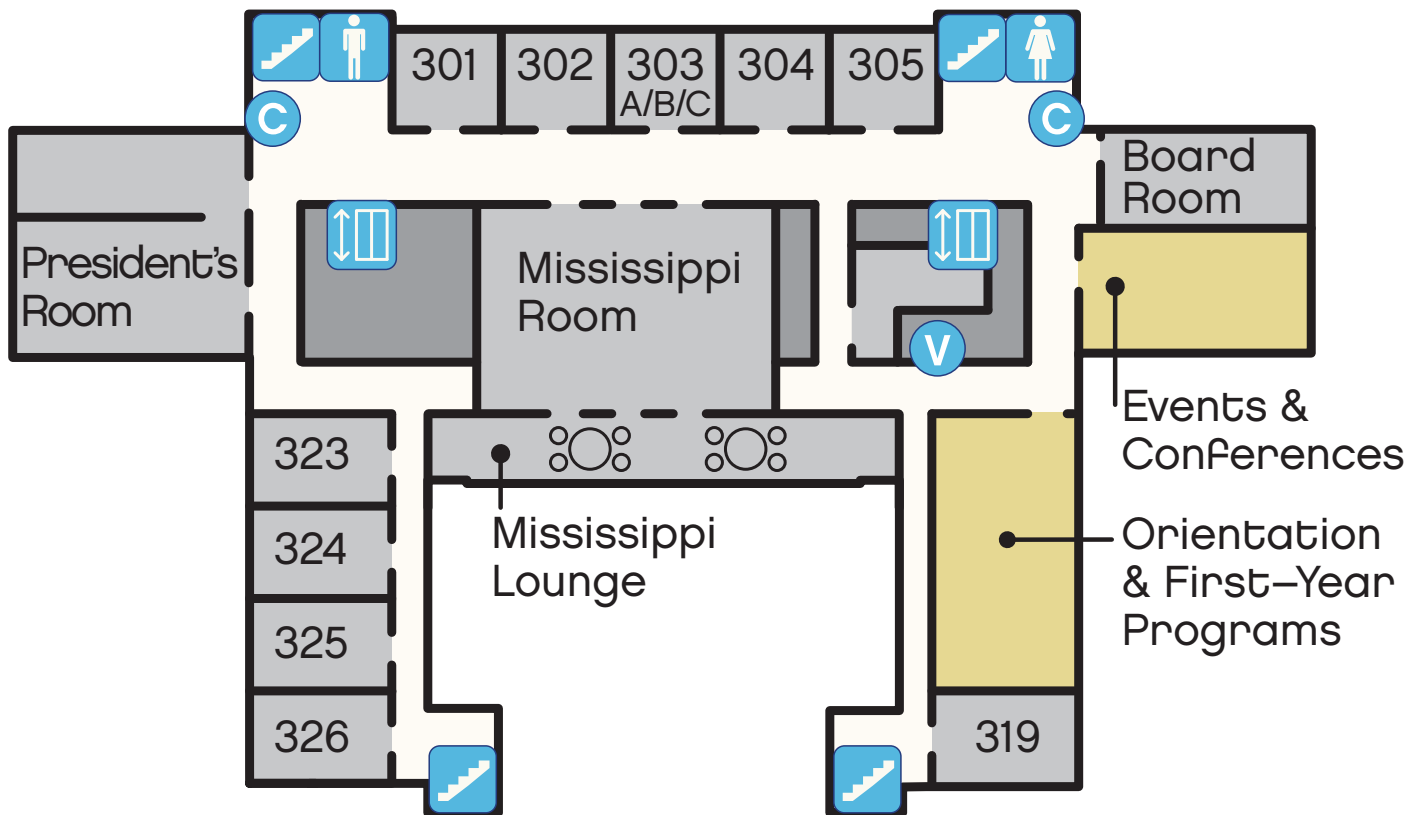 301
302
303
A/B/C
304
305
C
C
Board
Room
President's
Room
Mississippi
Room
V
Events &
Conferences
323
324
325
326
Mississippi
Lounge
Orientation
& First-Year
Programs
319